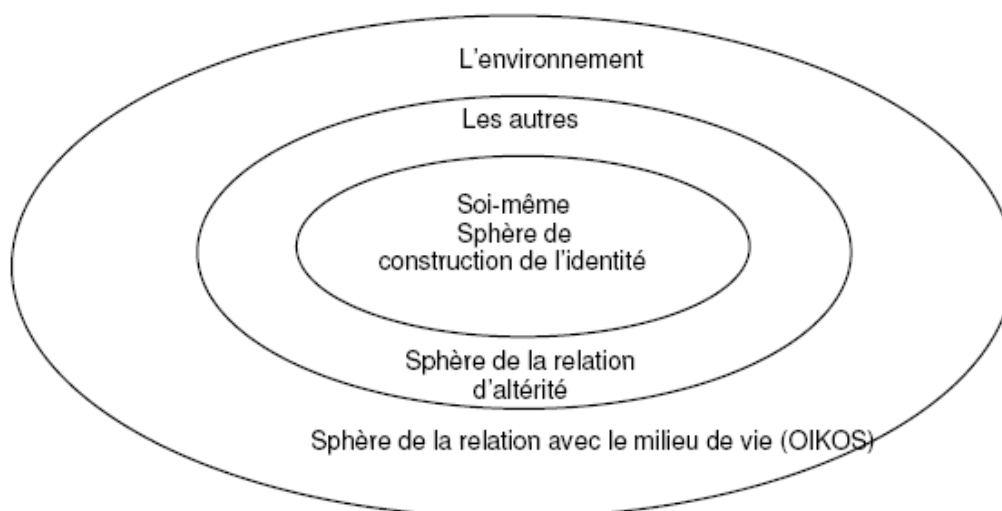 L'environnement
Les autres
Soi-même
Sphère de
construction de l'identité
Sphère de la relation
d'altérité
Sphère de la relation avec le milieu de vie (OIKOS)